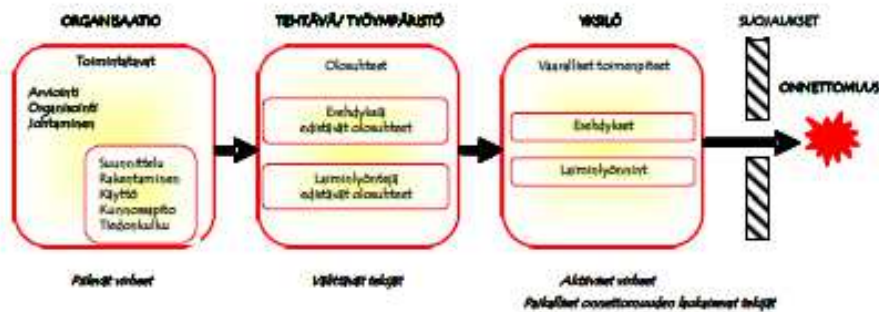 ORGANISAATIO
Toimintatavat
Arviointi
Organisointi
Johtaminen
Suunnittelu
Rakentaminen
Käyttö
Kunnossapito
Tiedonkulku
Piilevät virheet
TEHTÄVÄ/ TYÖYMPÄRISTÖ
Olosuhteet
Erehdyksiä
edistävät olosuhteet
Laiminlyöntejä
edistävät olosuhteet
Välittävät tekijät
YKSILÖ
Vaaralliset toimenpiteet
Erehdykset
Laiminlyönnint
Aktiiviset virheet
Paikalliset onnettomuuden laukaisevat tekijät
SUOJAUKSET
ONNETTOMUUS